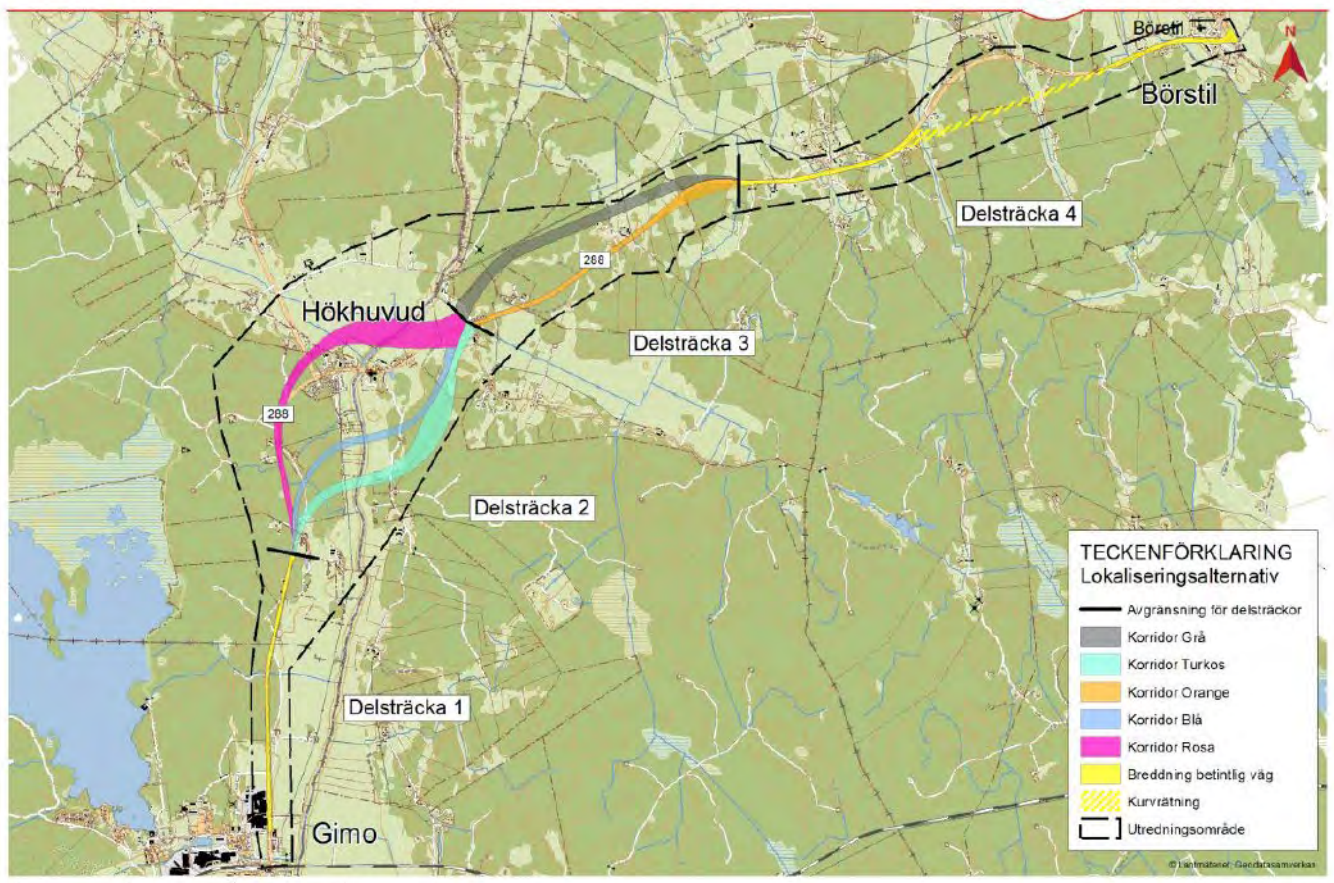 Börstil
N
Börstil
Delsträcka 4
288
Hökhuvud
Delsträcka 3
288
Delsträcka 2
Delsträcka 1
Gimo
TECKENFÖRKLARING
Lokaliseringsalternativ
Avgränsning för delsträckor
Korridor Grå
Korridor Turkos
Korridor Orange
Korridor Blå
Korridor Rosa
Breddning betintlig väg
Kurvrätning
Utredningsområde
© Lantmäteriet, Geodatasamverkan